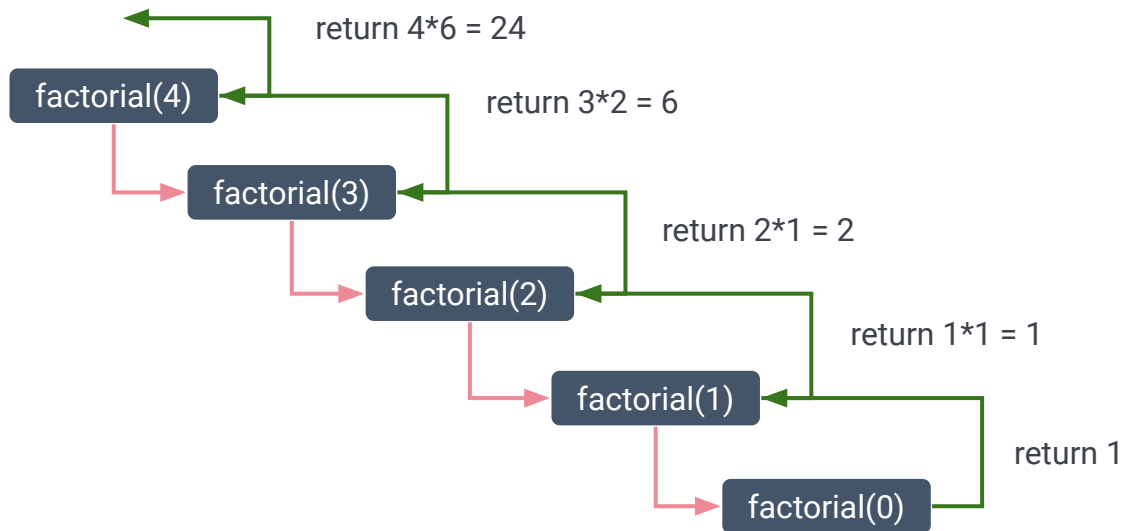 return 4*6 = 24
factorial(4)
return 3*2 = 6
factorial(3)
return 2*1 = 2
factorial(2)
return 1*1 = 1
factorial(1)
return 1
factorial(0)